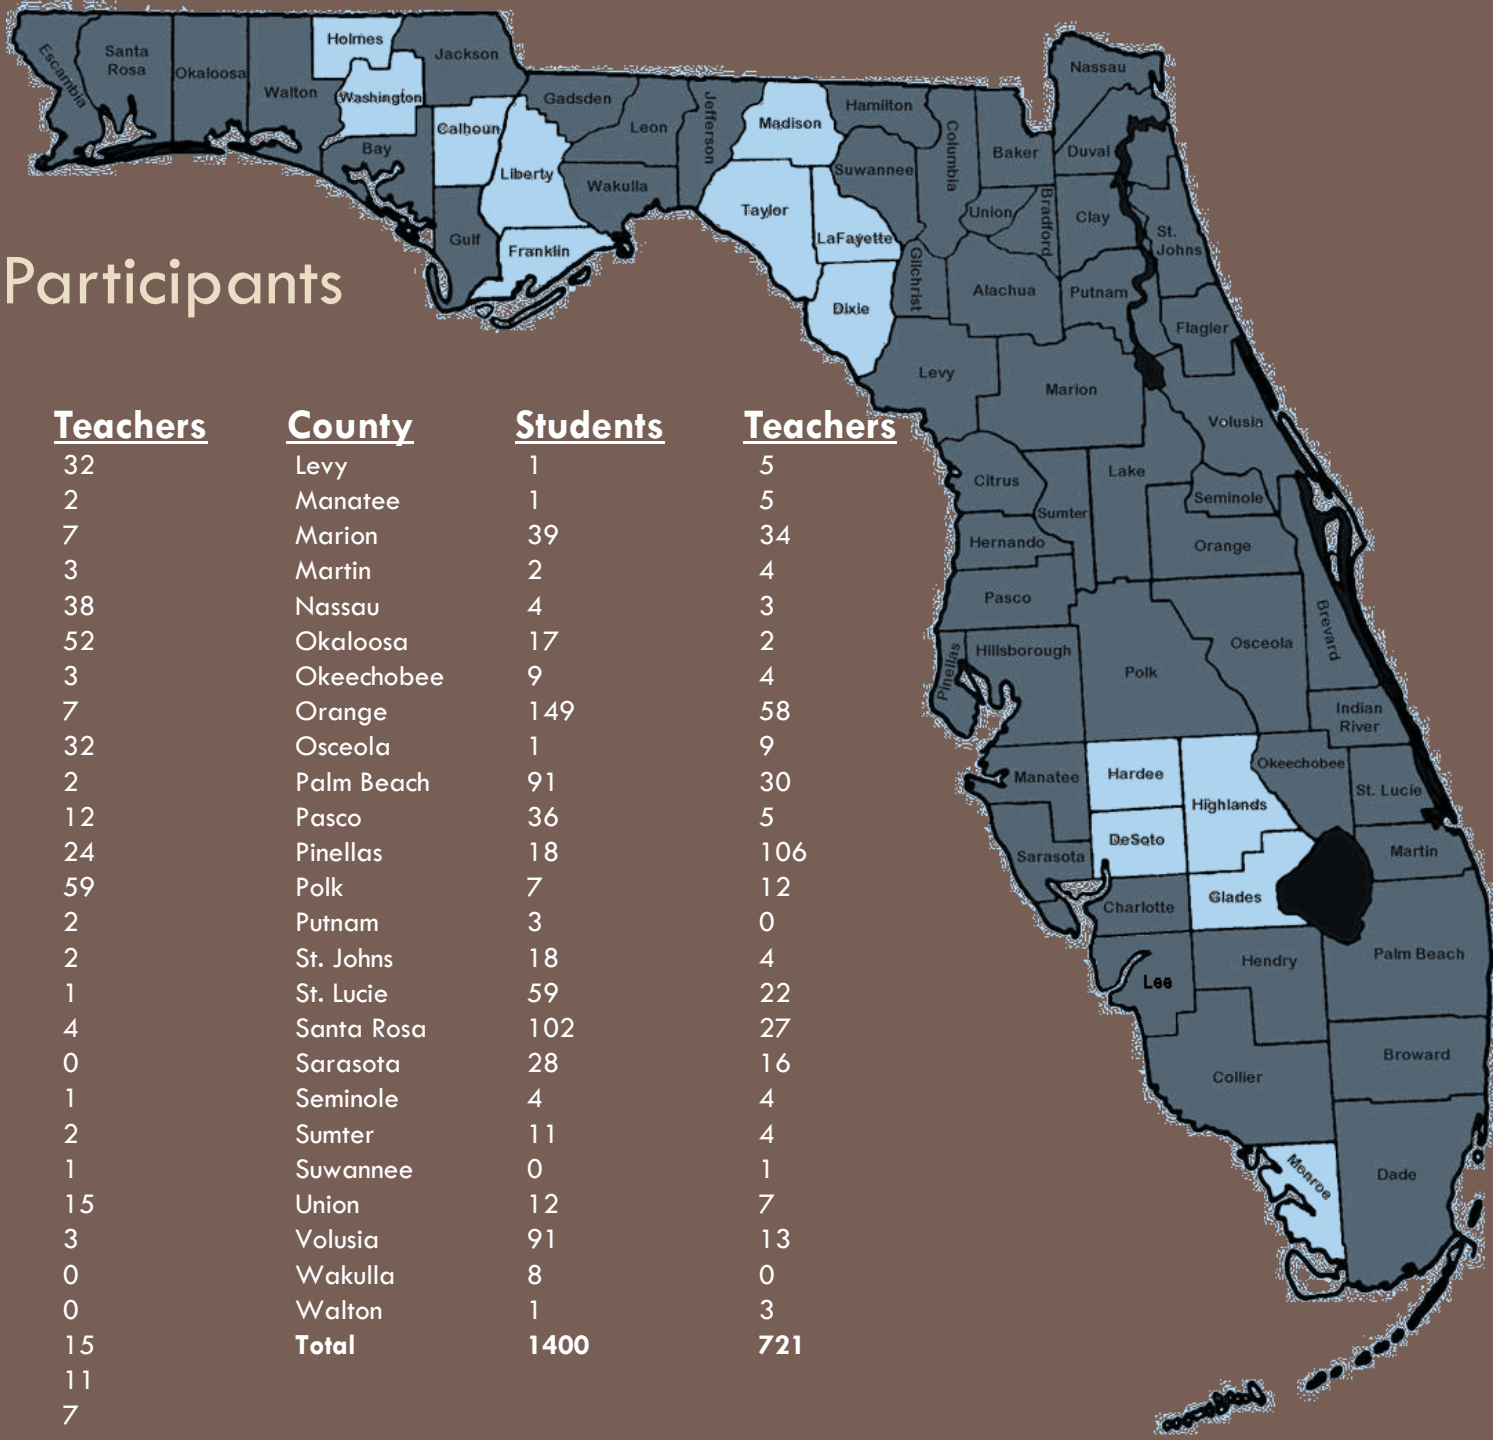 Participants
Teachers County Students Teachers
32 Levy 1 5
2 Manatee 1 5
7 Marion 39 34
3 Martin 2 4
38 Nassau 4 3
52 Okaloosa 17 2
3 Okeechobee 9 4
7 Orange 149 58
32 Osceola 1 9
2 Palm Beach 91 30
12 Pasco 36 5
24 Pinellas 18 106
59 Polk 7 12
2 Putnam 3 0
2 St. Johns 18 4
1 St. Lucie 59 22
4 Santa Rosa 102 27
0 Sarasota 28 16
1 Seminole 4 4
2 Sumter 11 4
1 Suwannee 0 1
15 Union 12 7
3 Volusia 91 13
0 Wakulla 8 0
0 Walton 1 3
15 Total 1400 721
11
7
Escambia
Santa
Rosa
Okaloosa
Walton
Holmes
Washington
Jackson
Bay
Calhoun
Gulf
Liberty
Franklin
Gadsden
Leon
Wakulla
Jefferson
Madison
Taylor
Hamilton
Suwannee
LaFayette
Dixie
Columbia
Gilchrist
Baker
Union
Bradford
Alachua
Nassau
Duval
Clay
St.
Johns
Putnam
Flagler
Levy
Marion
Volusia
Citrus
Sumter
Lake
Seminole
Hernando
Orange
Pasco
Pinellas
Hillsborough
Polk
Osceola
Brevard
Indian
River
Manatee
Hardee
Highlands
Okeechobee
St. Lucie
Sarasota
DeSoto
Martin
Charlotte
Glades
Lee
Hendry
Palm Beach
Collier
Broward
Monroe
Dade